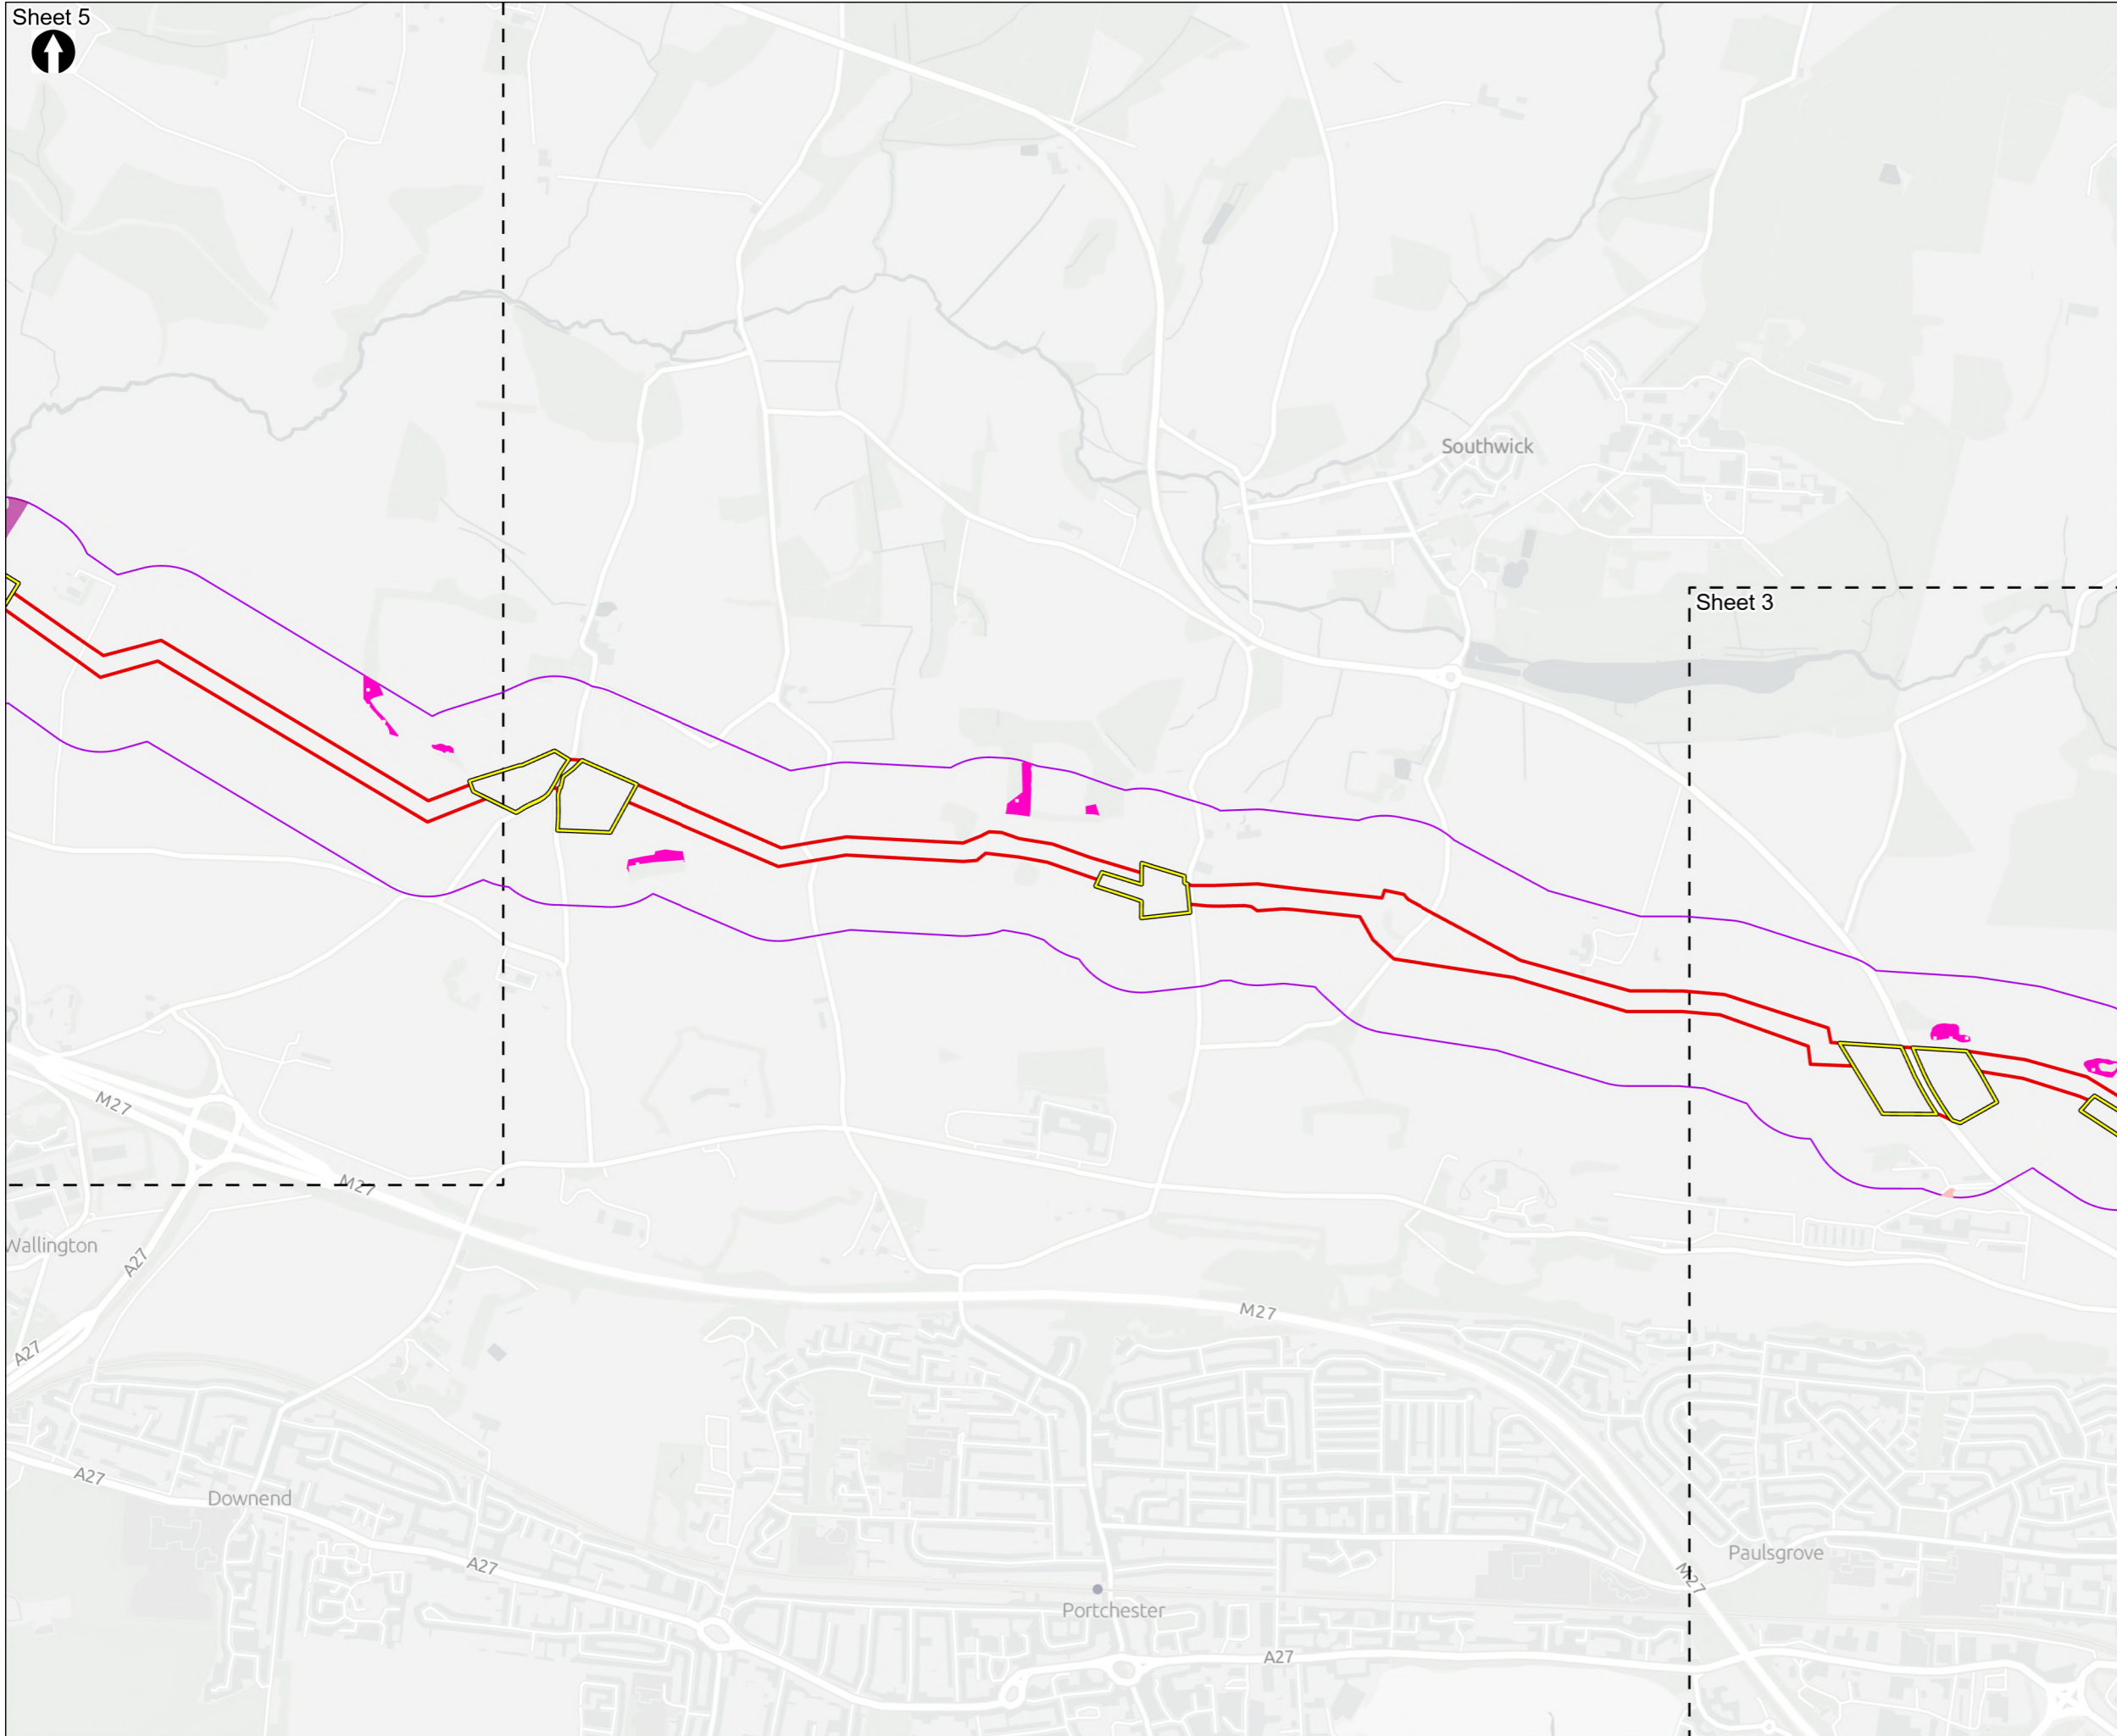 Sheet 5
Southwick
Sheet 3
M27
M27
Wallington
A27
M27
A27
A27
Downend
A27
Paulsgrove
M27
Portchester
A27